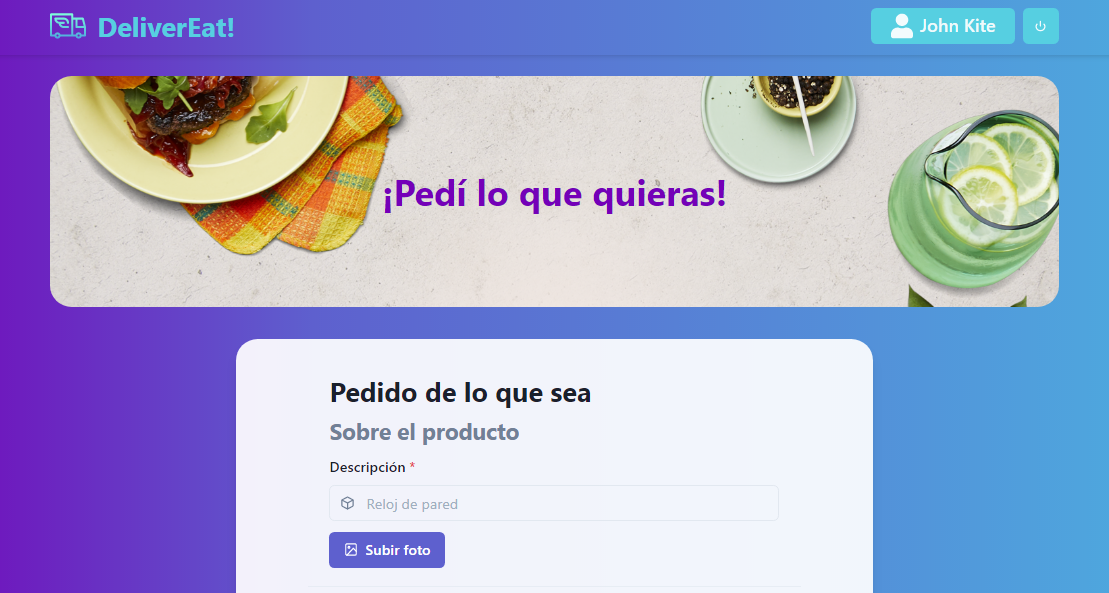 DeliverEat!
John Kite
¡Pedí lo que quieras!
Pedido de lo que sea
Sobre el producto
Descripción *
Reloj de pared
Subir foto